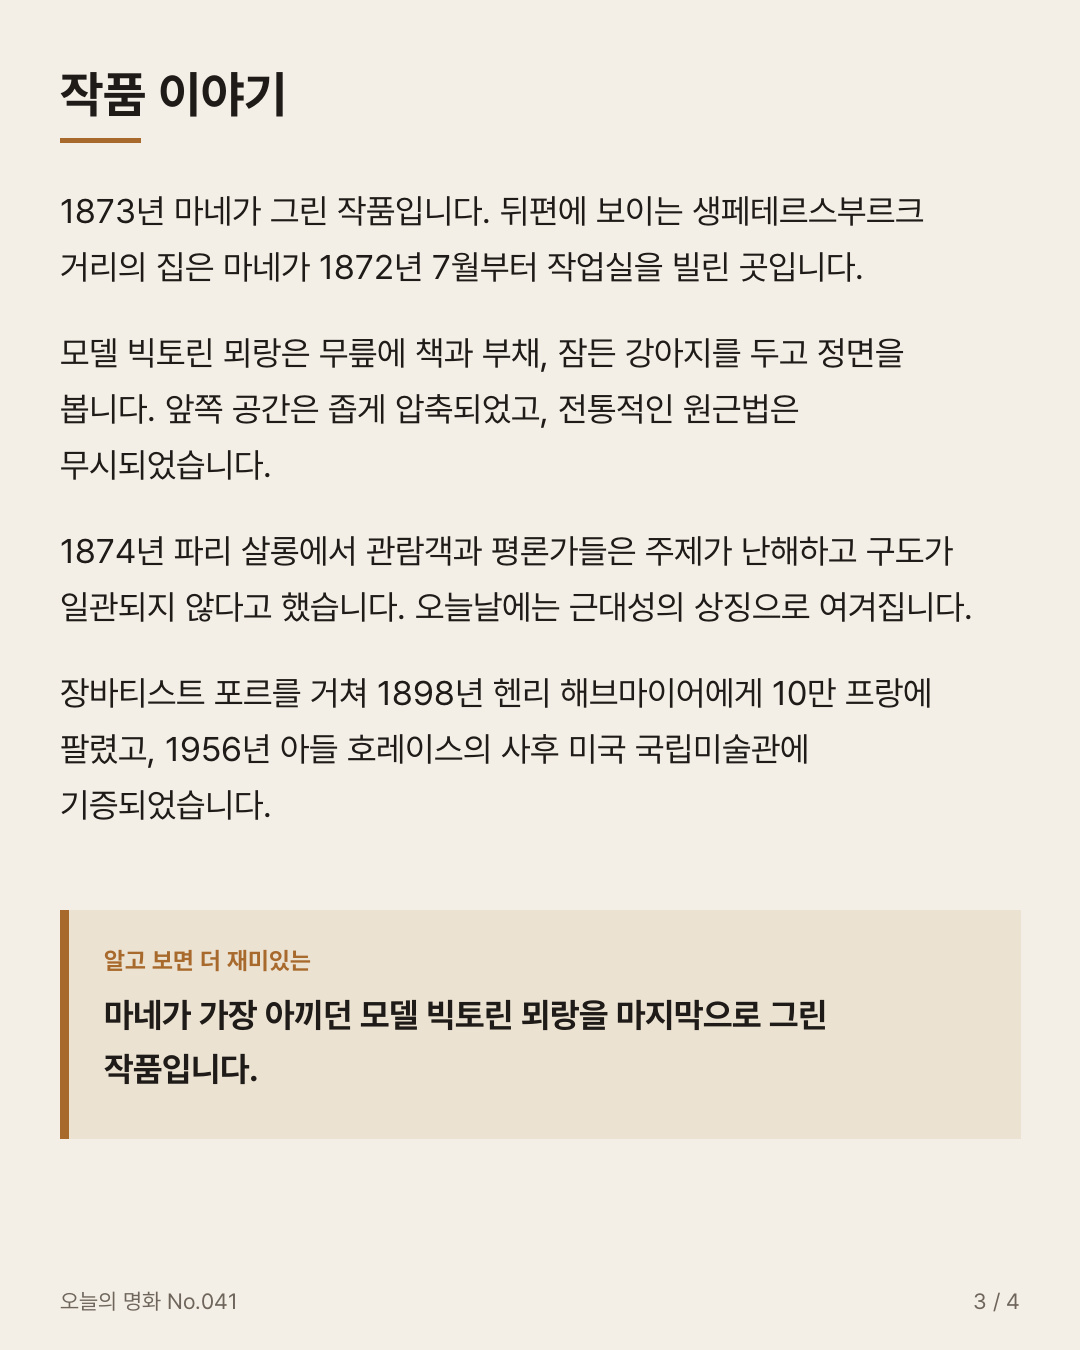 작품 이야기
1873년 마네가 그린 작품입니다. 뒤편에 보이는 생페테르스부르크
거리의 집은 마네가 1872년 7월부터 작업실을 빌린 곳입니다.
모델 빅토린 뫼랑은 무릎에 책과 부채, 잠든 강아지를 두고 정면을
봅니다. 앞쪽 공간은 좁게 압축되었고, 전통적인 원근법은
무시되었습니다.
1874년 파리 살롱에서 관람객과 평론가들은 주제가 난해하고 구도가
일관되지 않다고 했습니다. 오늘날에는 근대성의 상징으로 여겨집니다.
장바티스트 포르를 거쳐 1898년 헨리 해브마이어에게 10만 프랑에
팔렸고, 1956년 아들 호레이스의 사후 미국 국립미술관에
기증되었습니다.
알고 보면 더 재미있는
마네가 가장 아끼던 모델 빅토린 뫼랑을 마지막으로 그린
작품입니다.
오늘의 명화 No.041
3 / 4